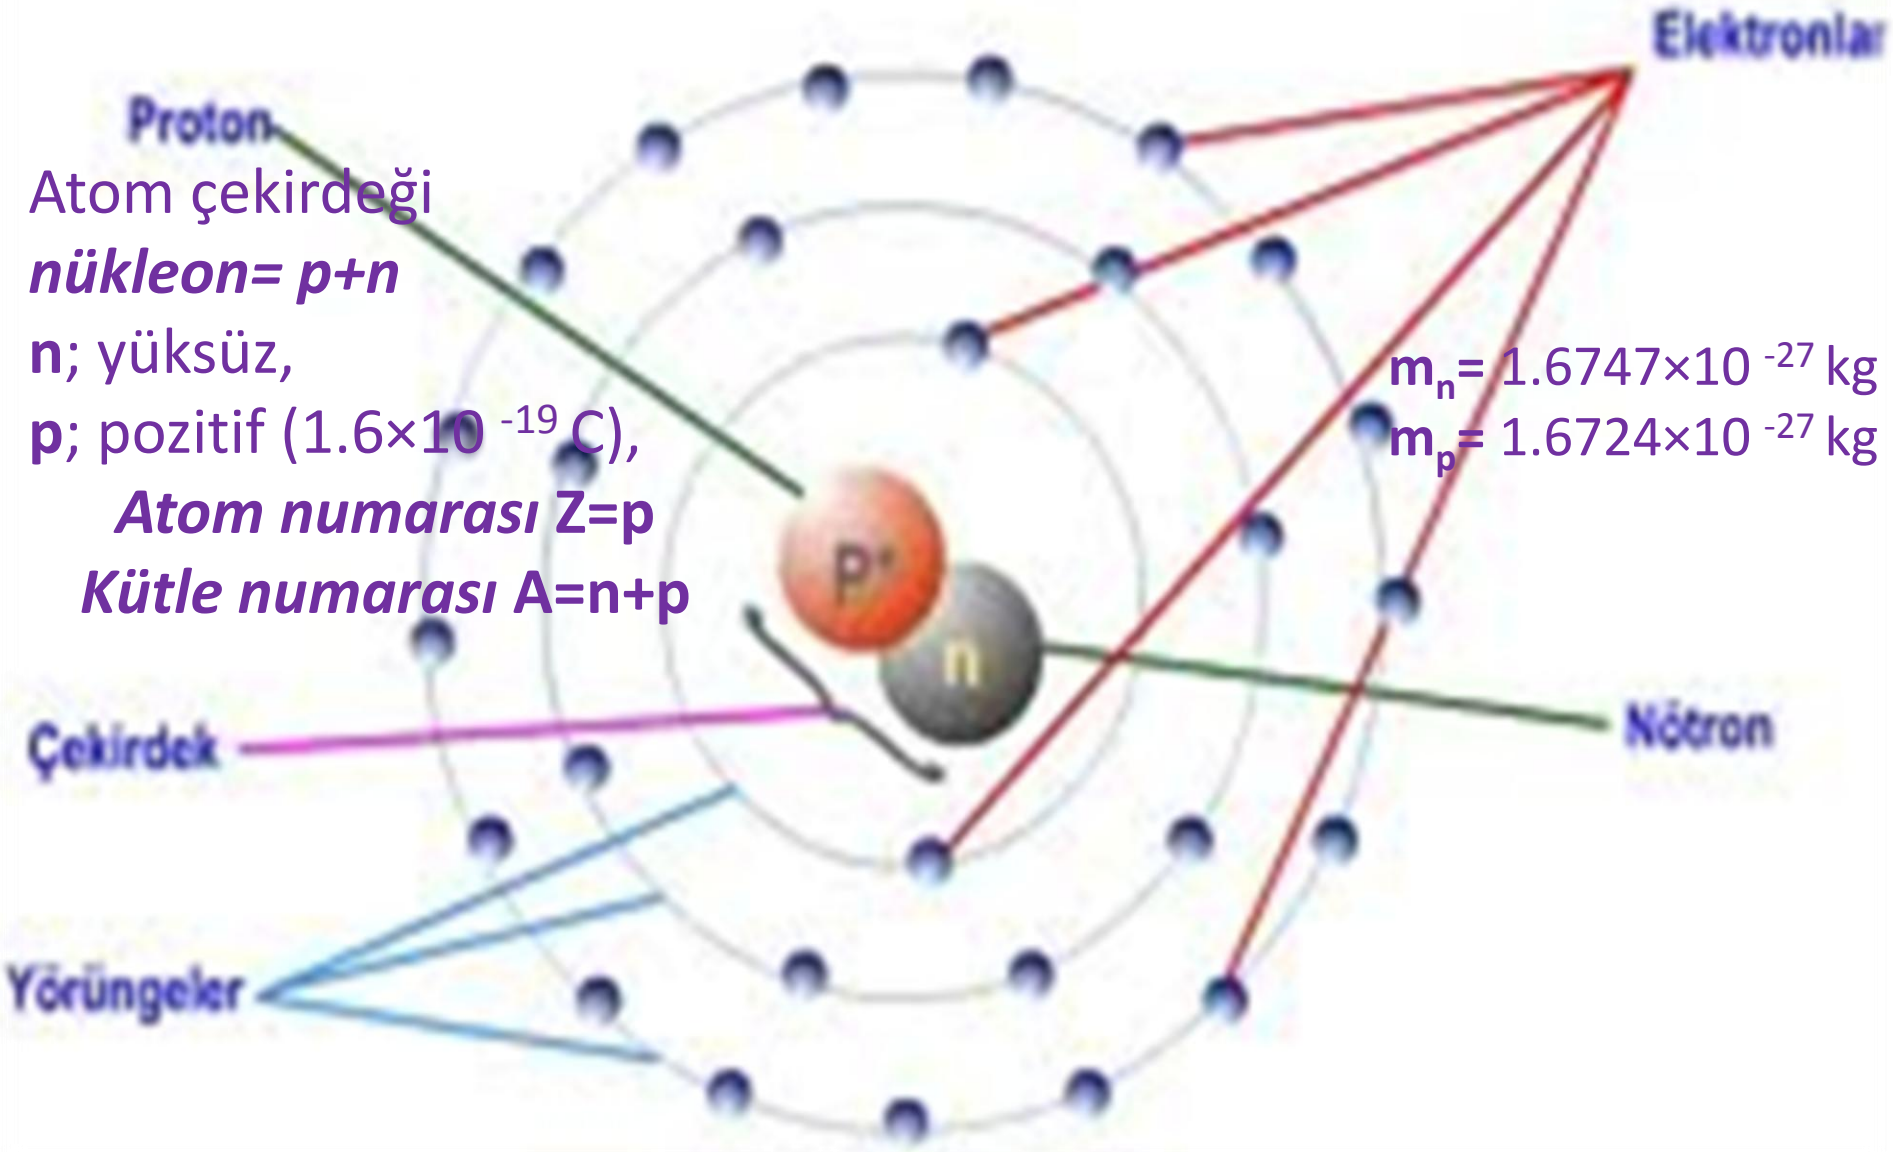 Elektronlar
Proton
Atom çekirdeği
nükleon= p+n
n; yüksüz,
p; pozitif (1.6×10 -19 C),
Atom numarası Z=p
Kütle numarası A=n+p
mn= 1.6747×10 -27 kg
mp= 1.6724×10 -27 kg
p+
n
Çekirdek
Nötron
Yörüngeler